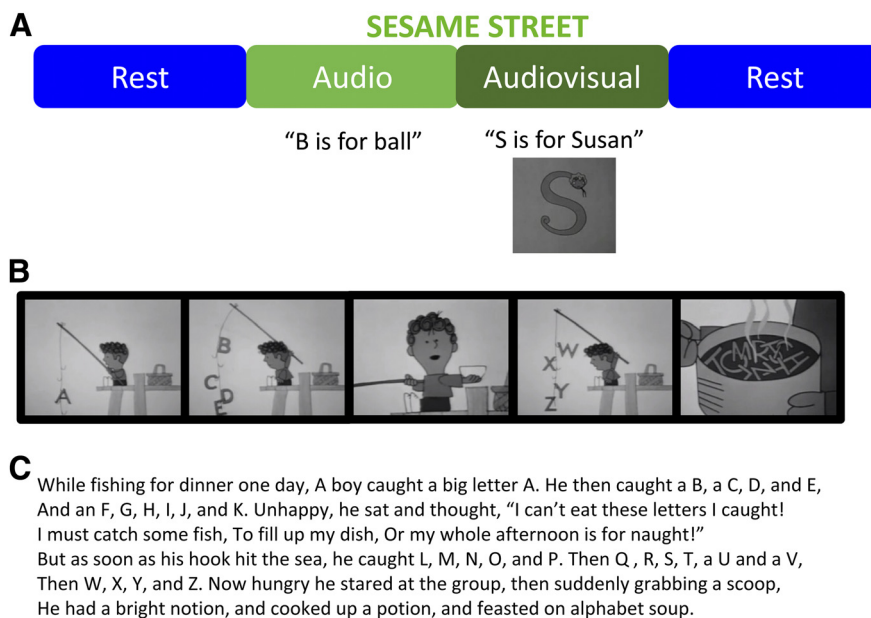 A
SESAME STREET
Rest Audio Audiovisual Rest
“B is for ball” “S is for Susan”
S
B
A
B
C
D
E
W
X
Y
Z
C
While fishing for dinner one day, A boy caught a big letter A. He then caught a B, a C, D, and E,
And an F, G, H, I, J, and K. Unhappy, he sat and thought, “I can’t eat these letters I caught!
I must catch some fish, To fill up my dish, Or my whole afternoon is for naught!”
But as soon as his hook hit the sea, he caught L, M, N, O, and P. Then Q , R, S, T, a U and a V,
Then W, X, Y, and Z. Now hungry he stared at the group, then suddenly grabbing a scoop,
He had a bright notion, and cooked up a potion, and feasted on alphabet soup.